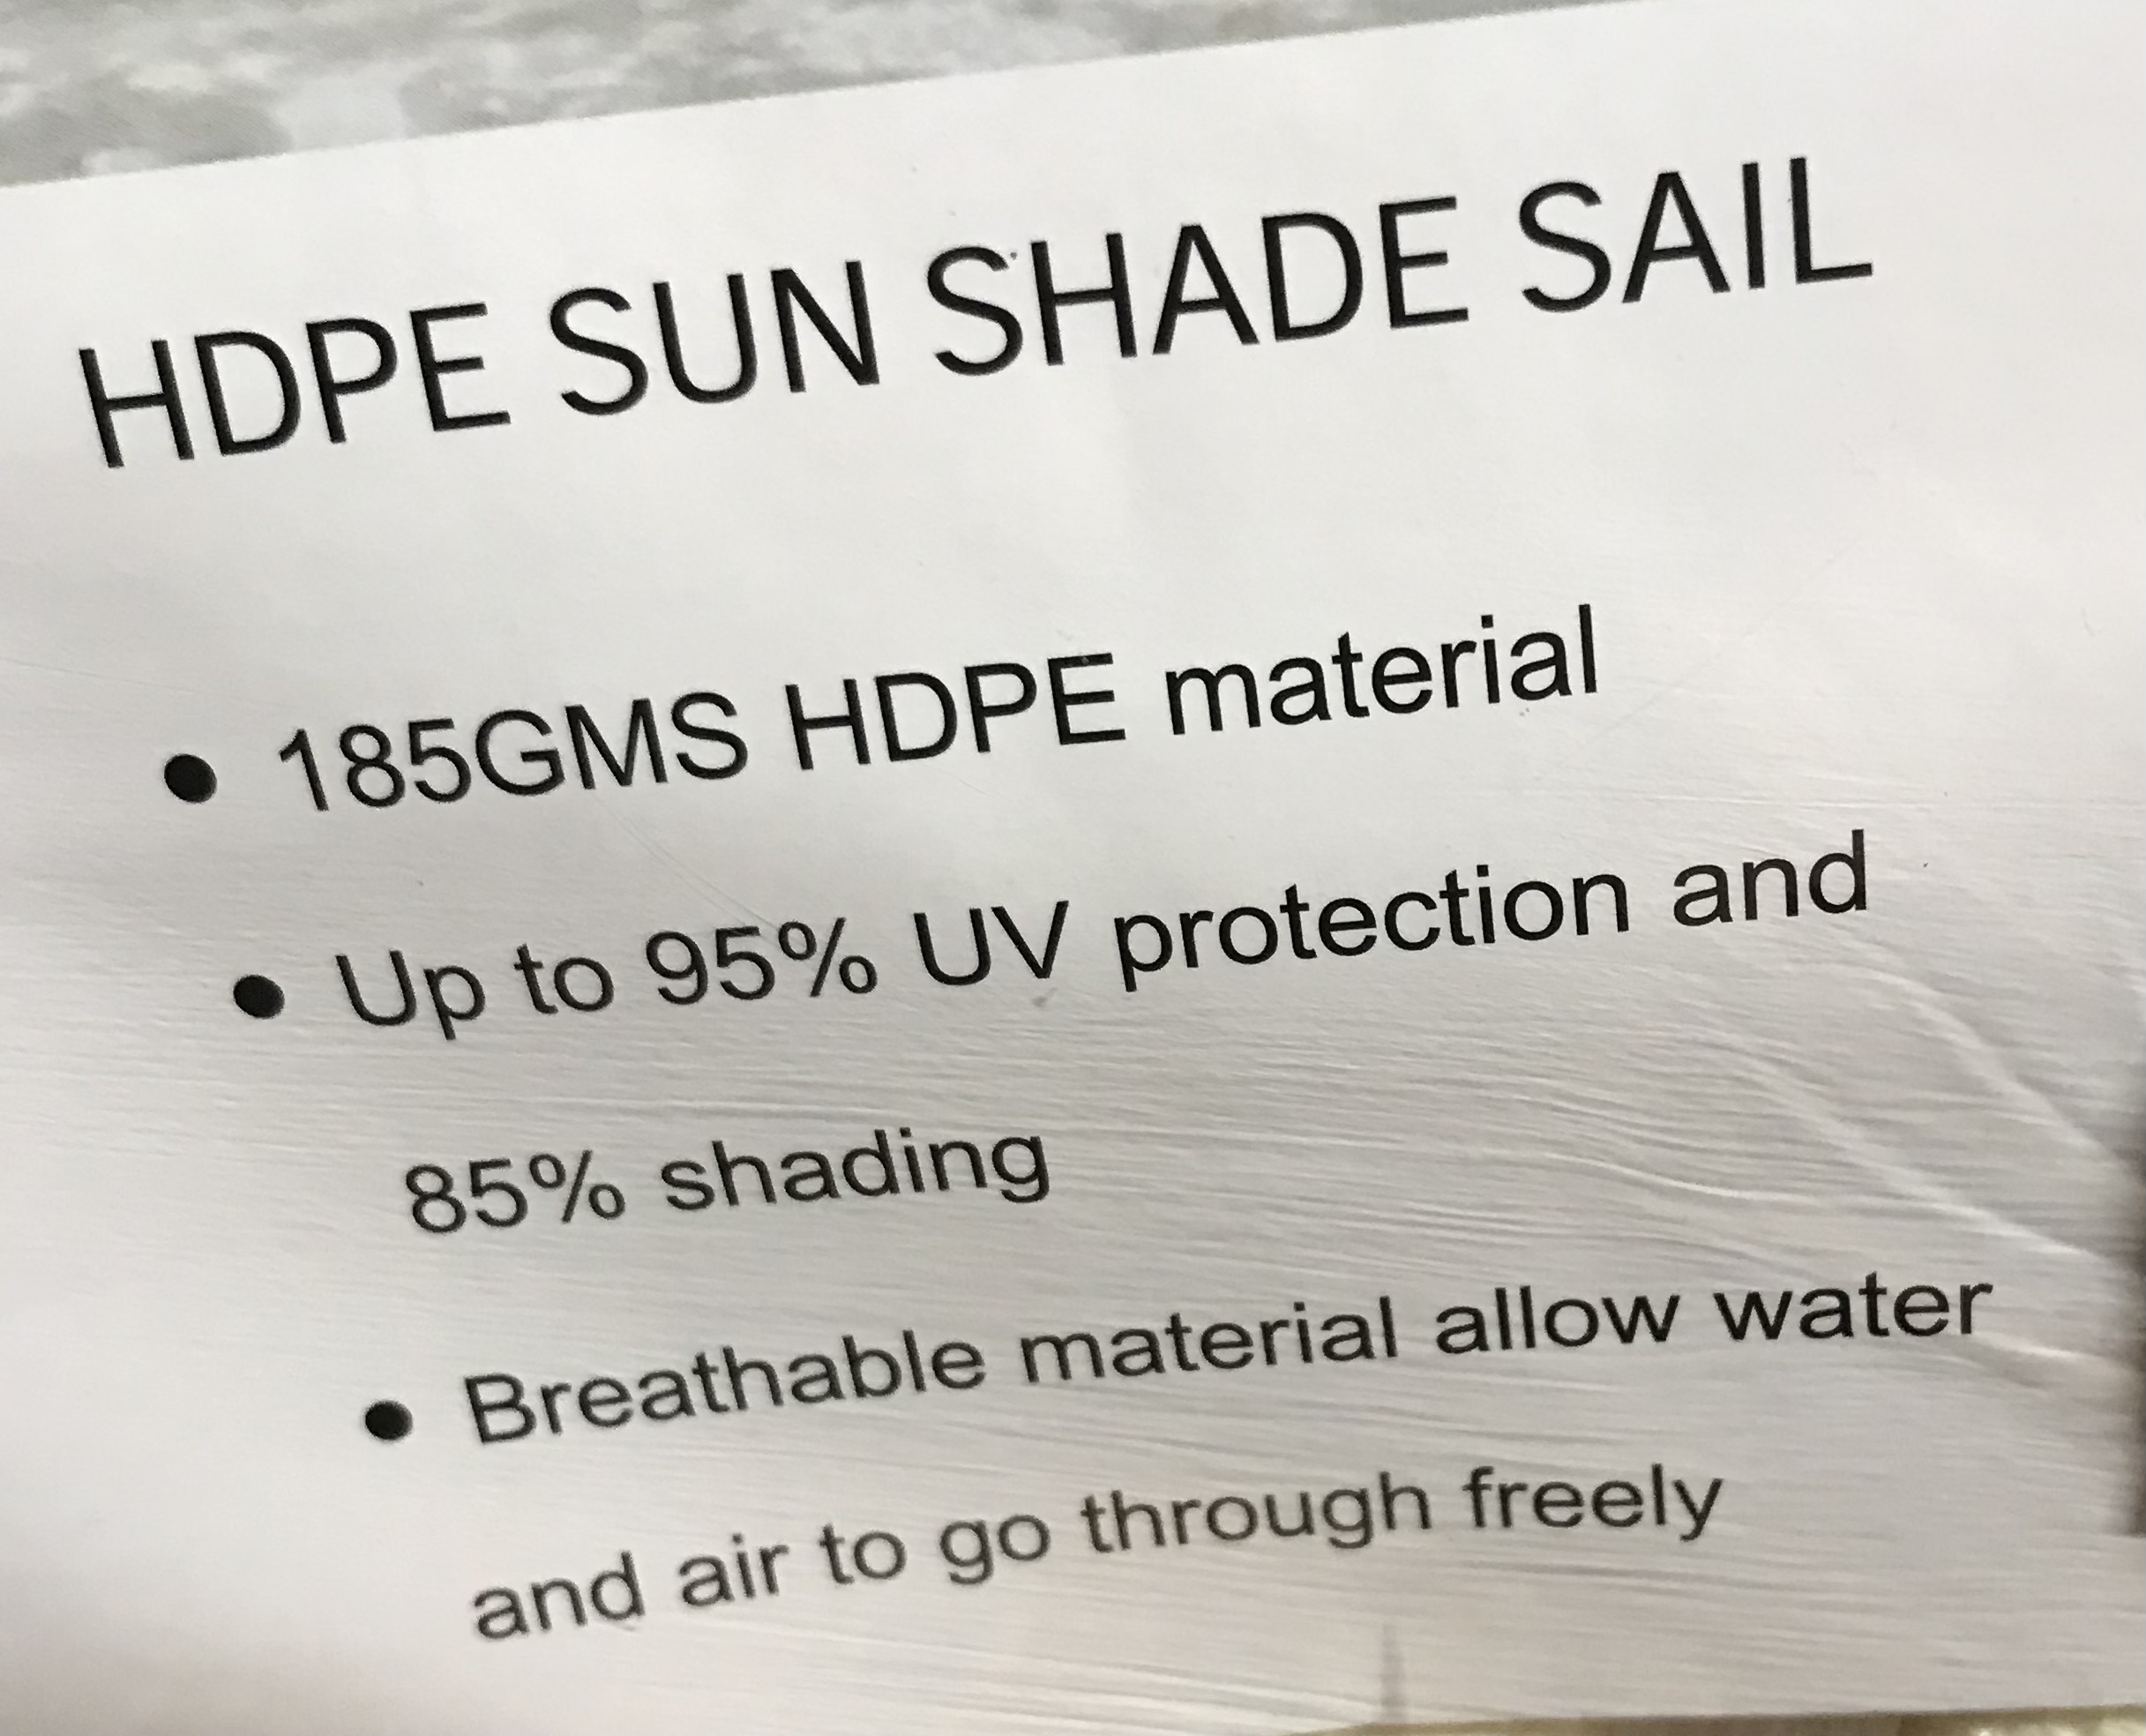 HDPE SUN SHADE SAIL
• 185GMS HDPE material
• Up to 95% UV protection and
85% shading
• Breathable material allow water
and air to go through freely